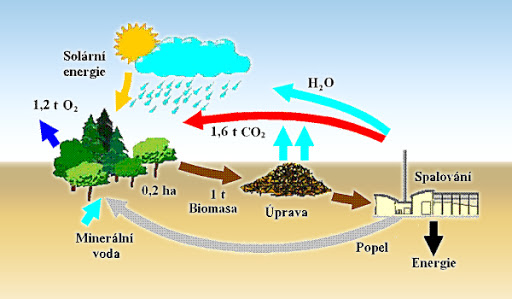 Solární
energie
H₂O
1,2 t O₂
1,6 t CO₂
0,2 ha
1 t
Biomasa
Úprava
Spalování
Minerální
voda
Popel
Energie